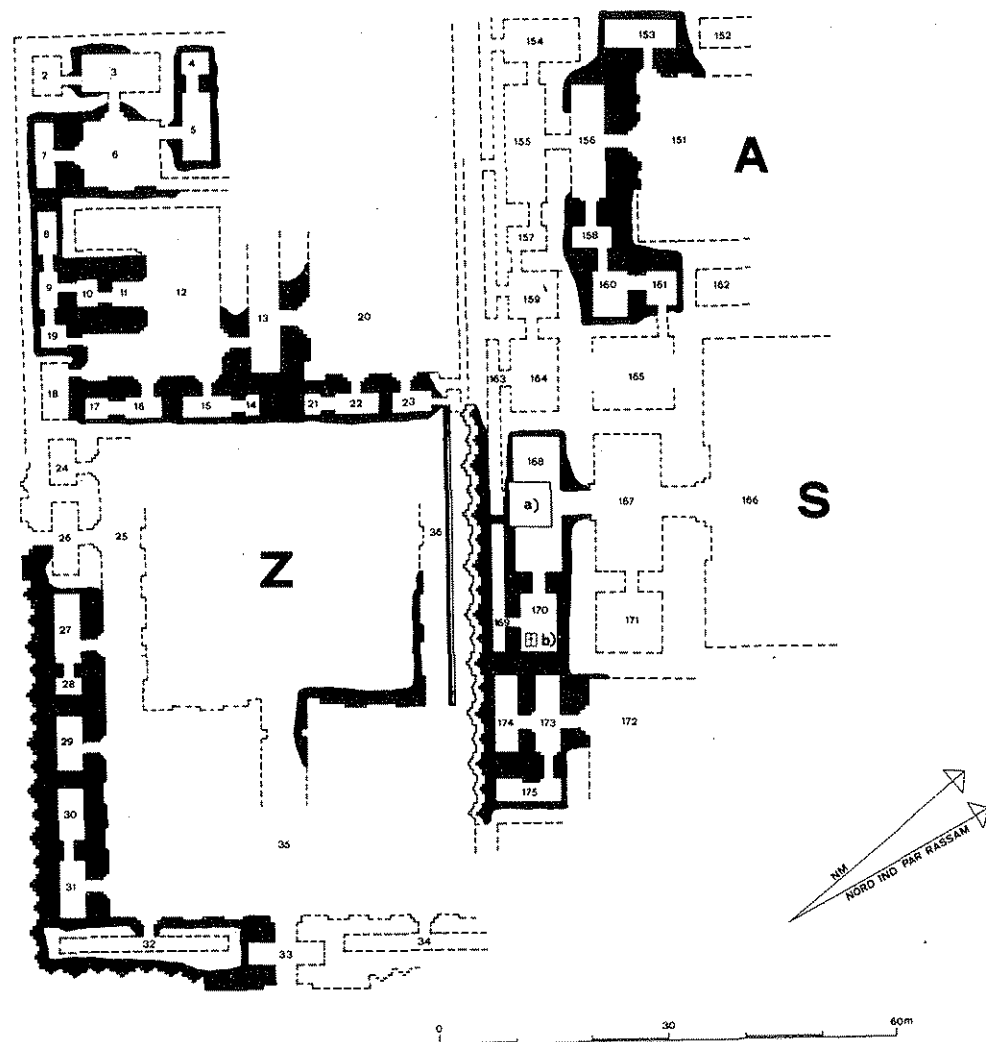 154 153 152
2 3 4
155 156 151 A
7 6 5
8 157 158
9 10 11 12 159 160 161 162
19 13 20
18 163 164 165
17 16 15 14 21 22 23
24 168
a) 167 166 S
26 25 36
Z
27 169 170 171
28 b)
29 174 173 172
30 175
35
31
32 33 34
NM
NORD IND PAR RASSAM
0 30 60m